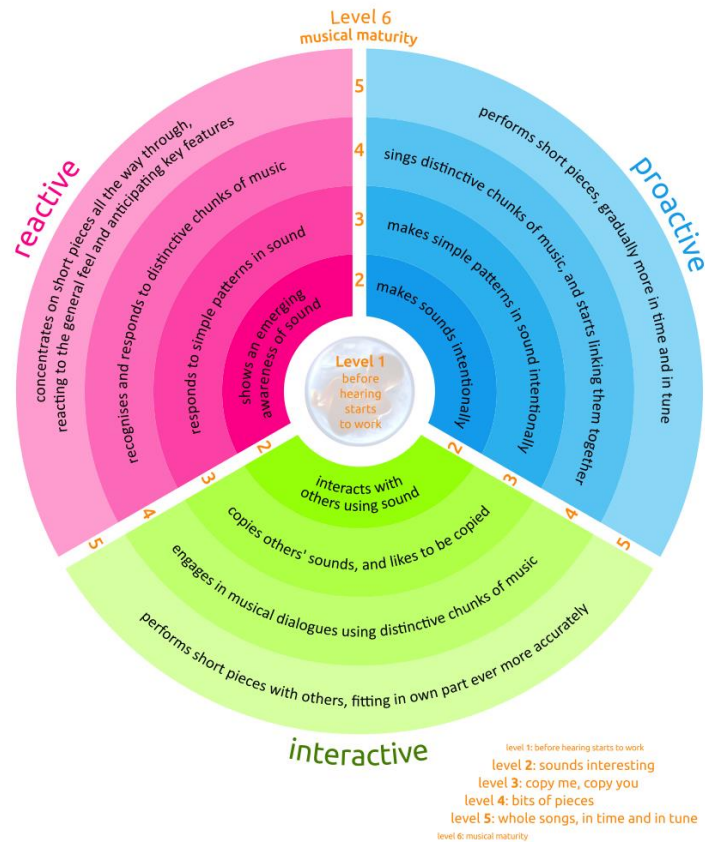 Level 6
musical maturity
reactive
concentrates on short pieces all the way through,
reacting to the general feel and anticipating key features
recognises and responds to distinctive chunks of music
responds to simple patterns in sound
shows an emerging
awareness of sound
5
4
3
2
proactive
performs short pieces, gradually more in time and in tune
sings distinctive chunks of music, and starts linking them together
makes simple patterns in sound intentionally
makes sounds intentionally
Level 1
before
hearing
starts
to work
2
3
4
5
2
3
4
5
interacts with
others using sound
copies others' sounds, and likes to be copied
engages in musical dialogues using distinctive chunks of music
performs short pieces with others, fitting in own part ever more accurately
interactive
level 1: before hearing starts to work
level 2: sounds interesting
level 3: copy me, copy you
level 4: bits of pieces
level 5: whole songs, in time and in tune
level 6: musical maturity